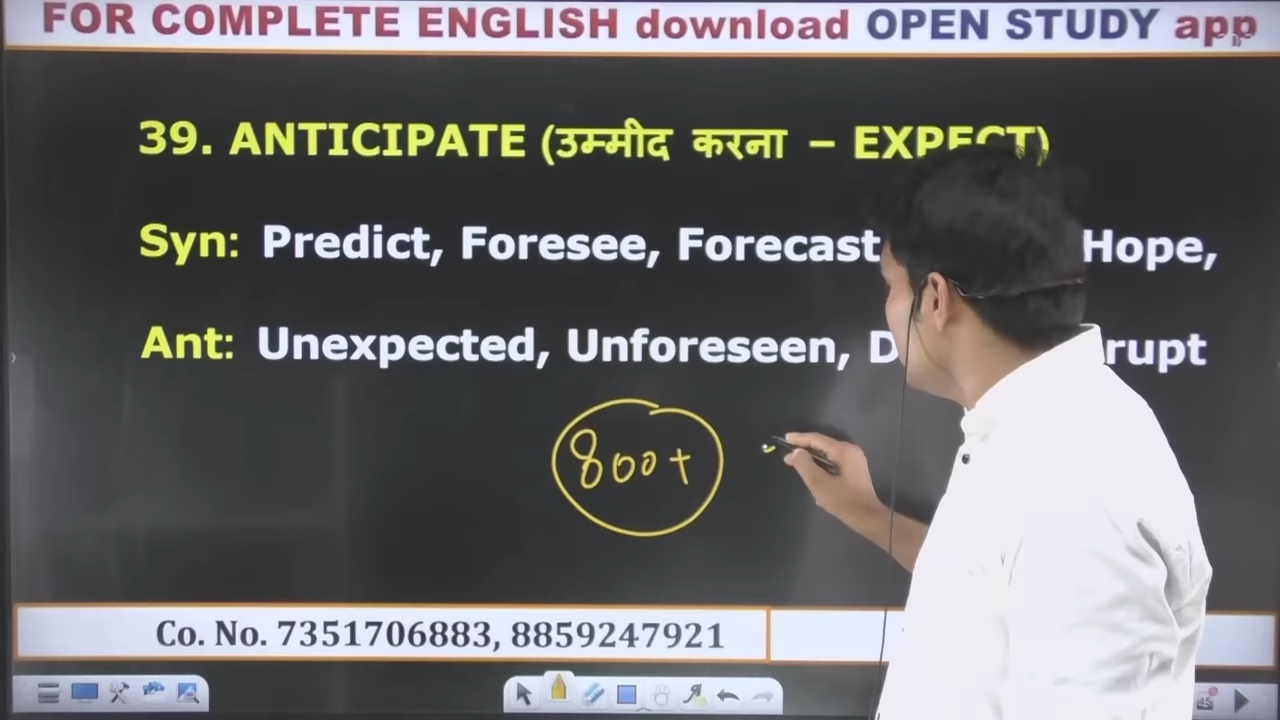 FOR COMPLETE ENGLISH download OPEN STUDY app
39. ANTICIPATE (उम्मीद करना – EXPECT)
Syn: Predict, Foresee, Forecast Hope,
Ant: Unexpected, Unforeseen,
800+
Co. No. 7351706883, 8859247921